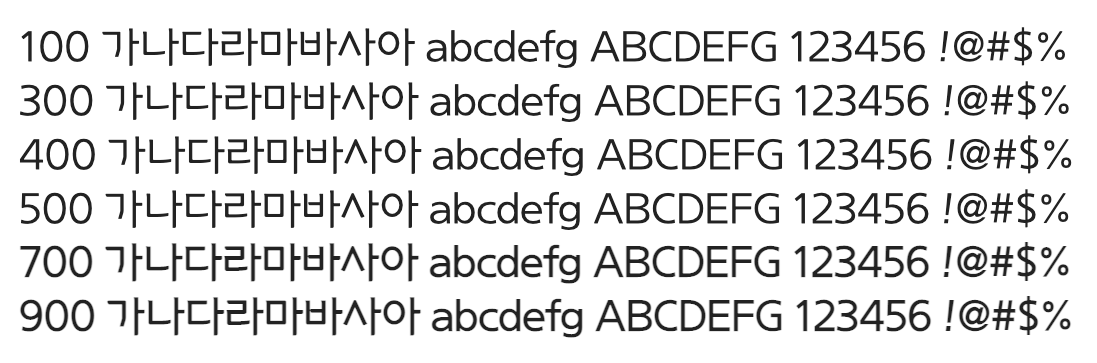 100 가나다라마바사아 abcdefg ABCDEFG 123456 !@#$%
300 가나다라마바사아 abcdefg ABCDEFG 123456 !@#$%
400 가나다라마바사아 abcdefg ABCDEFG 123456 !@#$%
500 가나다라마바사아 abcdefg ABCDEFG 123456 !@#$%
700 가나다라마바사아 abcdefg ABCDEFG 123456 !@#$%
900 가나다라마바사아 abcdefg ABCDEFG 123456 !@#$%